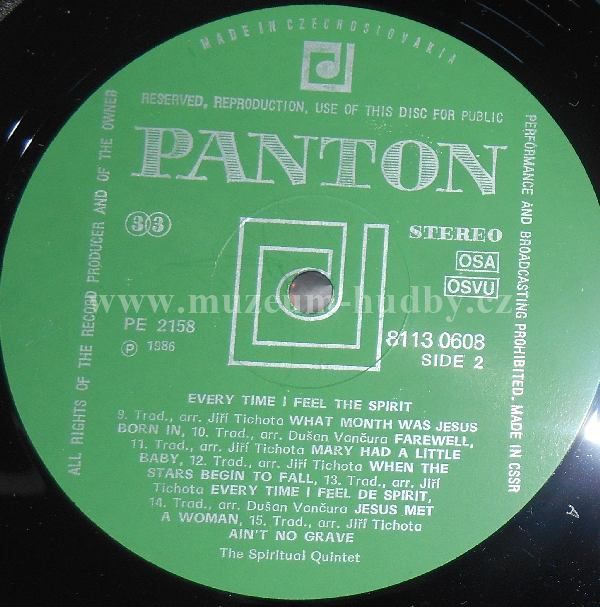 MADE IN CZECHOSLOVAKIA
RESERVED, REPRODUCTION, USE OF THIS DISC FOR PUBLIC
PERFORMANCE AND BROADCASTING PROHIBITED. MADE IN CSSR
ALL RIGHTS OF THE RECORD PRODUCER AND OF THE OWNER
PANTON
33
STEREO
OSA
OSVU
www.muzeum-hudby.cz
PE 2158
℗ 1986
8113 0608
SIDE 2
EVERY TIME I FEEL THE SPIRIT
9. Trad., arr. Jiří Tichota WHAT MONTH WAS JESUS
BORN IN, 10. Trad., arr. Dušan Vančura FAREWELL,
11. Trad., arr. Jiří Tichota MARY HAD A LITTLE
BABY, 12. Trad., arr. Jiří Tichota WHEN THE
STARS BEGIN TO FALL, 13. Trad., arr. Jiří
Tichota EVERY TIME I FEEL DE SPIRIT,
14. Trad., arr. Dušan Vančura JESUS MET
A WOMAN, 15. Trad., arr. Jiří Tichota
AIN'T NO GRAVE
The Spiritual Quintet
A